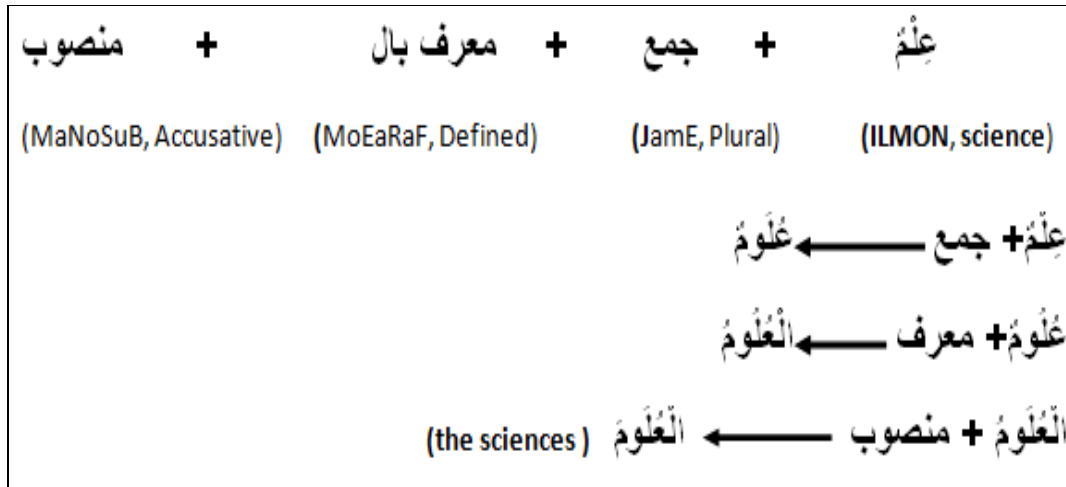 عِلْمٌ + جمع + معرف بال + منصوب
(ILMON, science) (JamE, Plural) (MoEaRaF, Defined) (MaNoSuB, Accusative)
عِلْمٌ+ جمع ← عُلُومٌ
عُلُومٌ+ معرف ← الْعُلُومُ
الْعُلُومُ + منصوب ← الْعُلُومَ (the sciences )